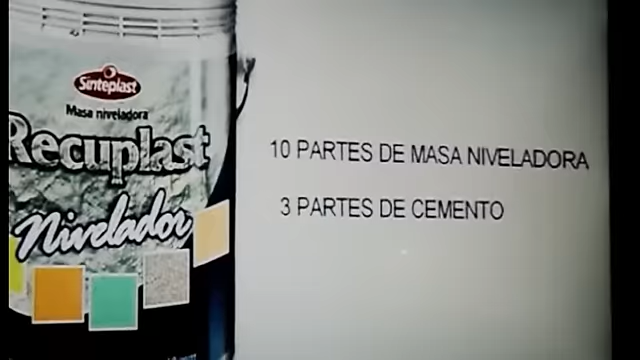 Sinteplast
Masa niveladora
Recuplast
Nivelador
10 PARTES DE MASA NIVELADORA
3 PARTES DE CEMENTO